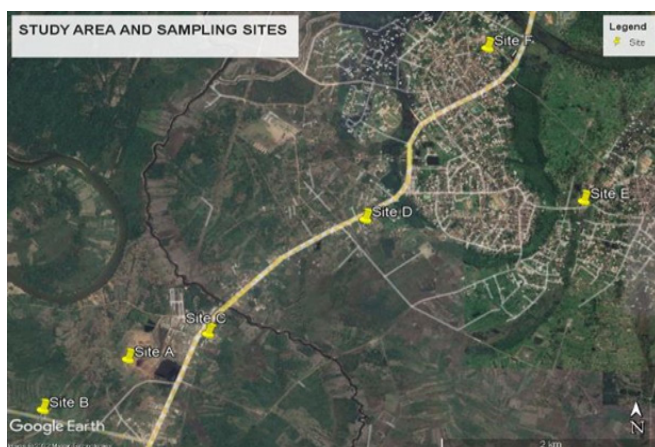 STUDY AREA AND SAMPLING SITES
Legend
Site
Site F
Site E
Site D
Site C
Site A
Site B
Google Earth
N
2 km